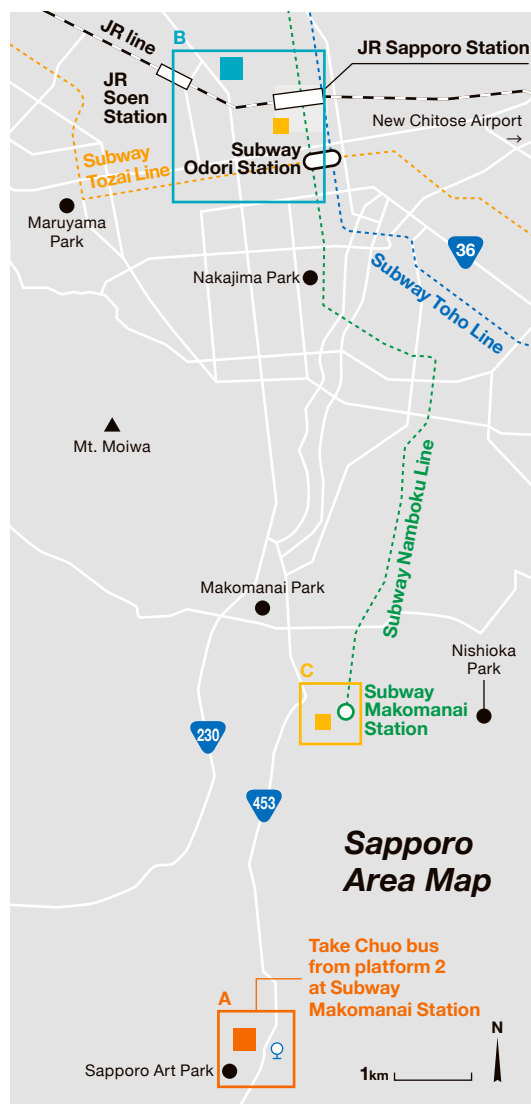 B
JR line
JR Sapporo Station
JR
Soen
Station
New Chitose Airport
→
Subway
Odori Station
Subway
Tozai Line
Maruyama
Park
36
Nakajima Park
Subway Toho Line
Mt. Moiwa
Subway Namboku Line
Makomanai Park
Nishioka
Park
C
Subway
Makomanai
Station
230
453
Sapporo
Area Map
Take Chuo bus
from platform 2
at Subway
Makomanai Station
A
N
Sapporo Art Park
1km